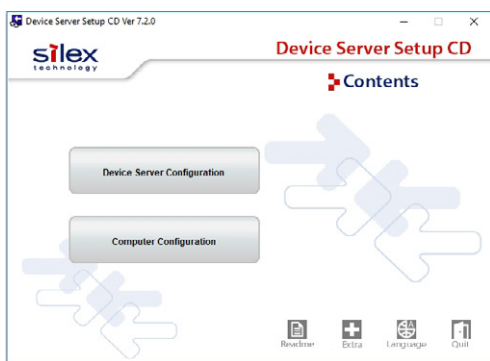 Device Server Setup CD Ver 7.2.0
silex
technology
Device Server Setup CD
Contents
Device Server Configuration
Computer Configuration
Readme
Extra
Language
Quit